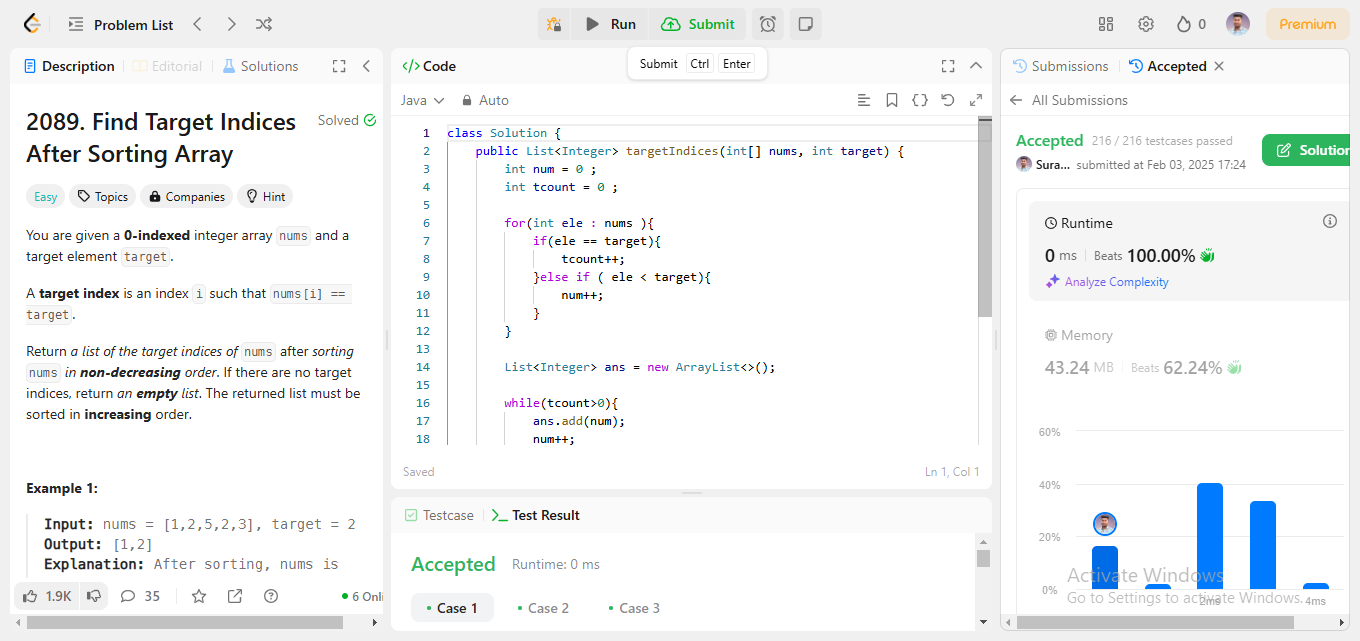 Problem List
Run
Submit
0
Premium
Submit Ctrl Enter
Description
Editorial
Solutions
2089. Find Target Indices
After Sorting Array
Solved
Easy
Topics
Companies
Hint
You are given a 0-indexed integer array nums and a
target element target.
A target index is an index i such that nums[i] ==
target.
Return a list of the target indices of nums after sorting
nums in non-decreasing order. If there are no target
indices, return an empty list. The returned list must be
sorted in increasing order.
Example 1:
Input: nums = [1,2,5,2,3], target = 2
Output: [1,2]
Explanation: After sorting, nums is
1.9K
35
6 Onli
</>Code
Java
Auto
1 class Solution {
2 public List<Integer> targetIndices(int[] nums, int target) {
3 int num = 0 ;
4 int tcount = 0 ;
5
6 for(int ele : nums ){
7 if(ele == target){
8 tcount++;
9 }else if ( ele < target){
10 num++;
11 }
12 }
13
14 List<Integer> ans = new ArrayList<>();
15
16 while(tcount>0){
17 ans.add(num);
18 num++;
Saved
Ln 1, Col 1
Testcase
Test Result
Accepted Runtime: 0 ms
Case 1
Case 2
Case 3
Submissions
Accepted
All Submissions
Accepted 216 / 216 testcases passed
Sura... submitted at Feb 03, 2025 17:24
Solution
Runtime
0 ms Beats 100.00%
Analyze Complexity
Memory
43.24 MB Beats 62.24%
60%
40%
20%
0%
2ms
4ms
Activate Windows
Go to Settings to activate Windows.